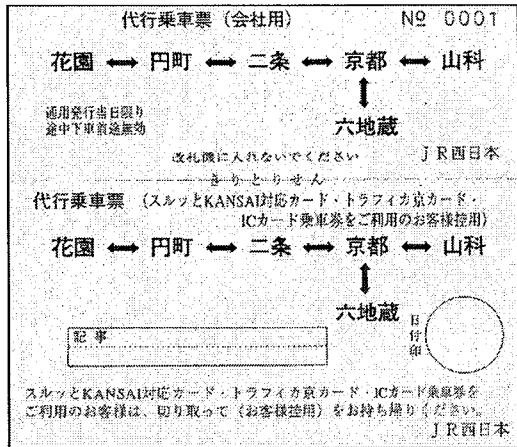 代行乗車票（会社用） № 0001
花園 ⟷ 円町 ⟷ 二条 ⟷ 京都 ⟷ 山科
六地蔵
通用発行当日限り
途中下車前途無効
改札機に入れないでください
ＪＲ西日本
きりとりせん
代行乗車票 （スルッとKANSAI対応カード・トラフィカ京カード・
ICカード乗車券をご利用のお客様控用）
花園 ⟷ 円町 ⟷ 二条 ⟷ 京都 ⟷ 山科
六地蔵
記事
日付印
スルッとKANSAI対応カード・トラフィカ京カード・ICカード乗車券を
ご利用のお客様は、切り取って（お客様控用）をお持ち帰りください。
ＪＲ西日本